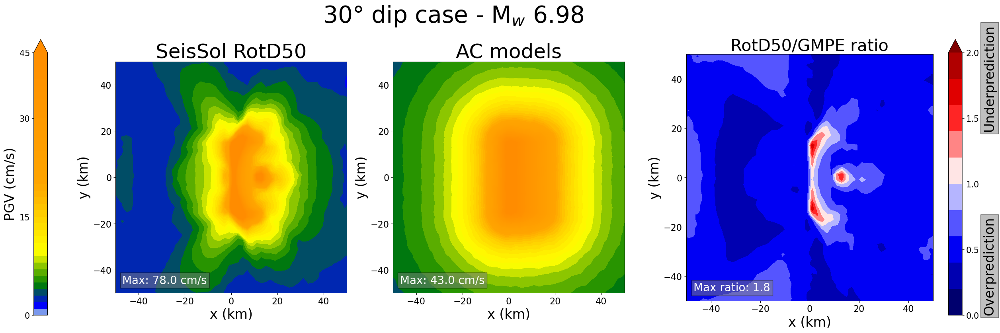 30° dip case - Mw 6.98
SeisSol RotD50
AC models
RotD50/GMPE ratio
PGV (cm/s)
45
30
15
0
y (km)
40
20
0
−20
−40
Max: 78.0 cm/s
−40 −20 0 20 40
x (km)
y (km)
40
20
0
−20
−40
Max: 43.0 cm/s
−40 −20 0 20 40
x (km)
y (km)
40
20
0
−20
−40
Max ratio: 1.8
−40 −20 0 20 40
x (km)
2.0
1.5
1.0
0.5
0.0
Underprediction
Overprediction